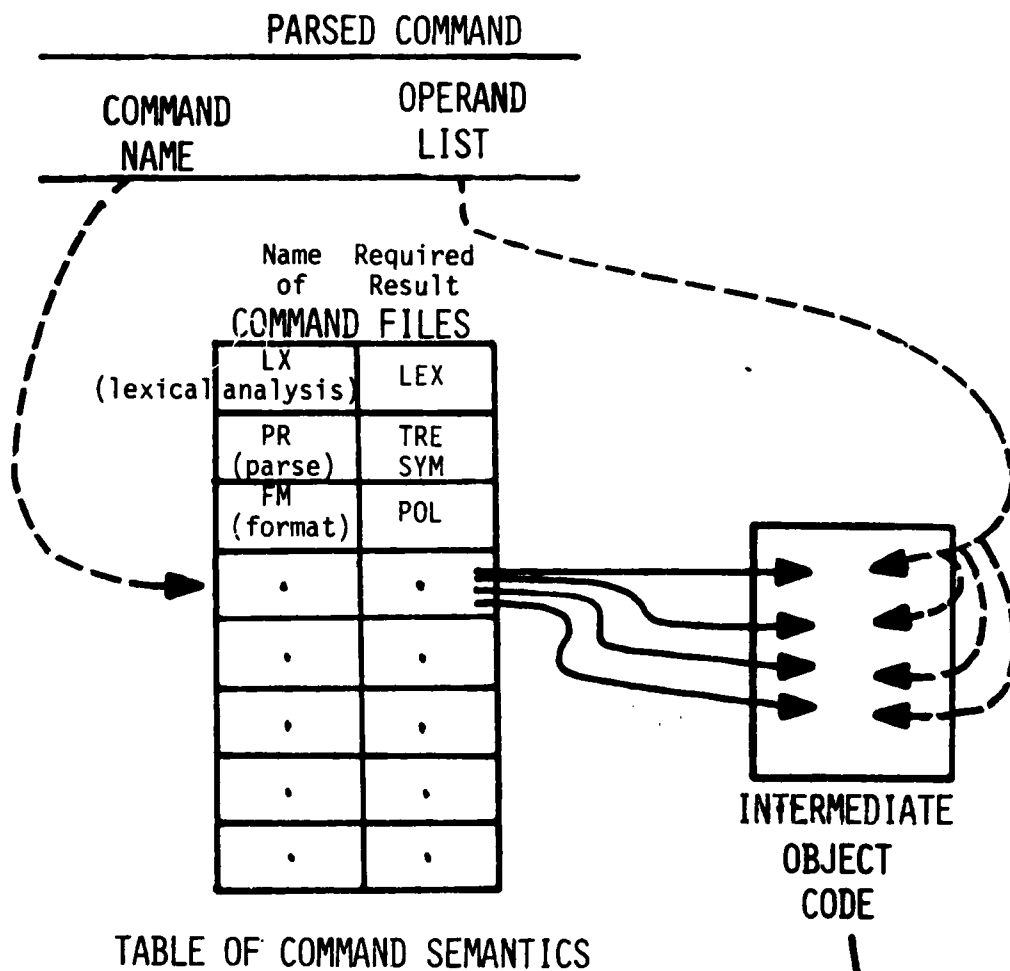 PARSED COMMAND
COMMAND NAME
OPERAND LIST
Name of COMMAND
Required Result FILES
LX (lexical analysis)
LEX
PR (parse)
TRE SYM
FM (format)
POL
INTERMEDIATE
OBJECT
CODE
TABLE OF COMMAND SEMANTICS